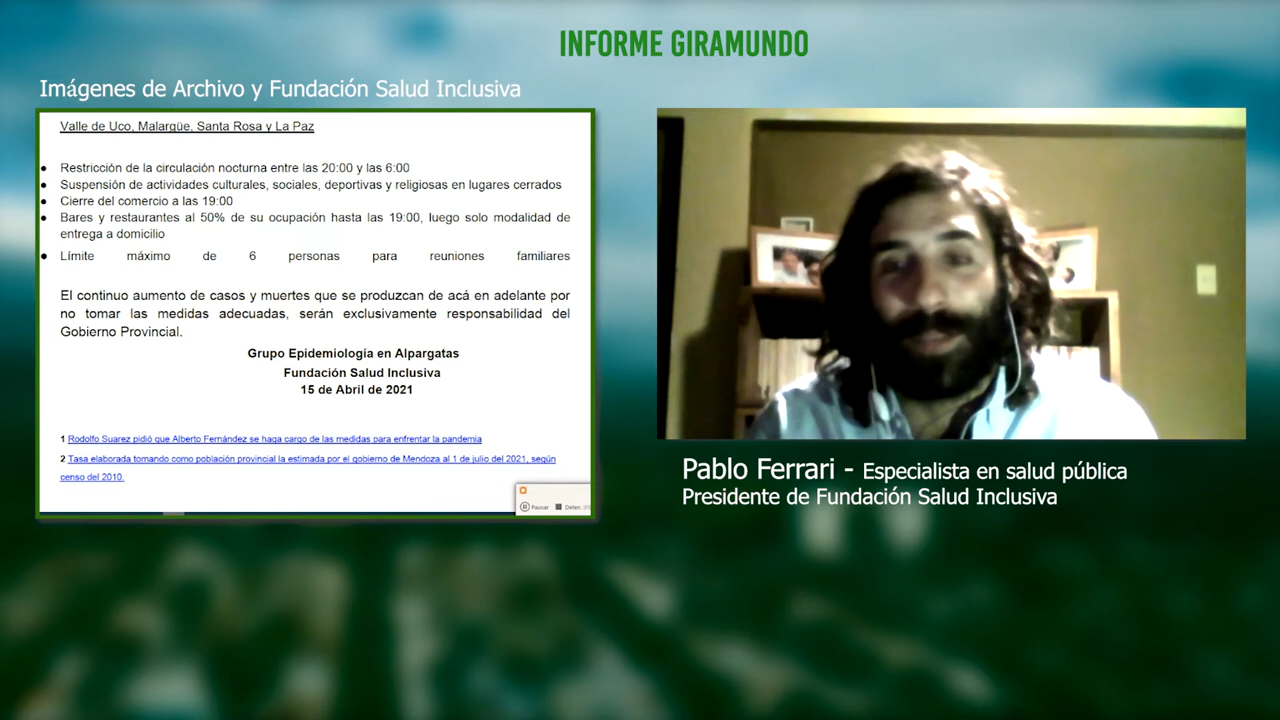 INFORME GIRAMUNDO
Imágenes de Archivo y Fundación Salud Inclusiva
Valle de Uco, Malargüe, Santa Rosa y La Paz
● Restricción de la circulación nocturna entre las 20:00 y las 6:00
● Suspensión de actividades culturales, sociales, deportivas y religiosas en lugares cerrados
● Cierre del comercio a las 19:00
● Bares y restaurantes al 50% de su ocupación hasta las 19:00, luego solo modalidad de
entrega a domicilio
● Límite máximo de 6 personas para reuniones familiares
El continuo aumento de casos y muertes que se produzcan de acá en adelante por
no tomar las medidas adecuadas, serán exclusivamente responsabilidad del
Gobierno Provincial.
Grupo Epidemiología en Alpargatas
Fundación Salud Inclusiva
15 de Abril de 2021
1 Rodolfo Suarez pidió que Alberto Fernández se haga cargo de las medidas para enfrentar la pandemia
2 Tasa elaborada tomando como población provincial la estimada por el gobierno de Mendoza al 1 de julio del 2021, según
censo del 2010.
Pausar Deten.
Pablo Ferrari - Especialista en salud pública
Presidente de Fundación Salud Inclusiva